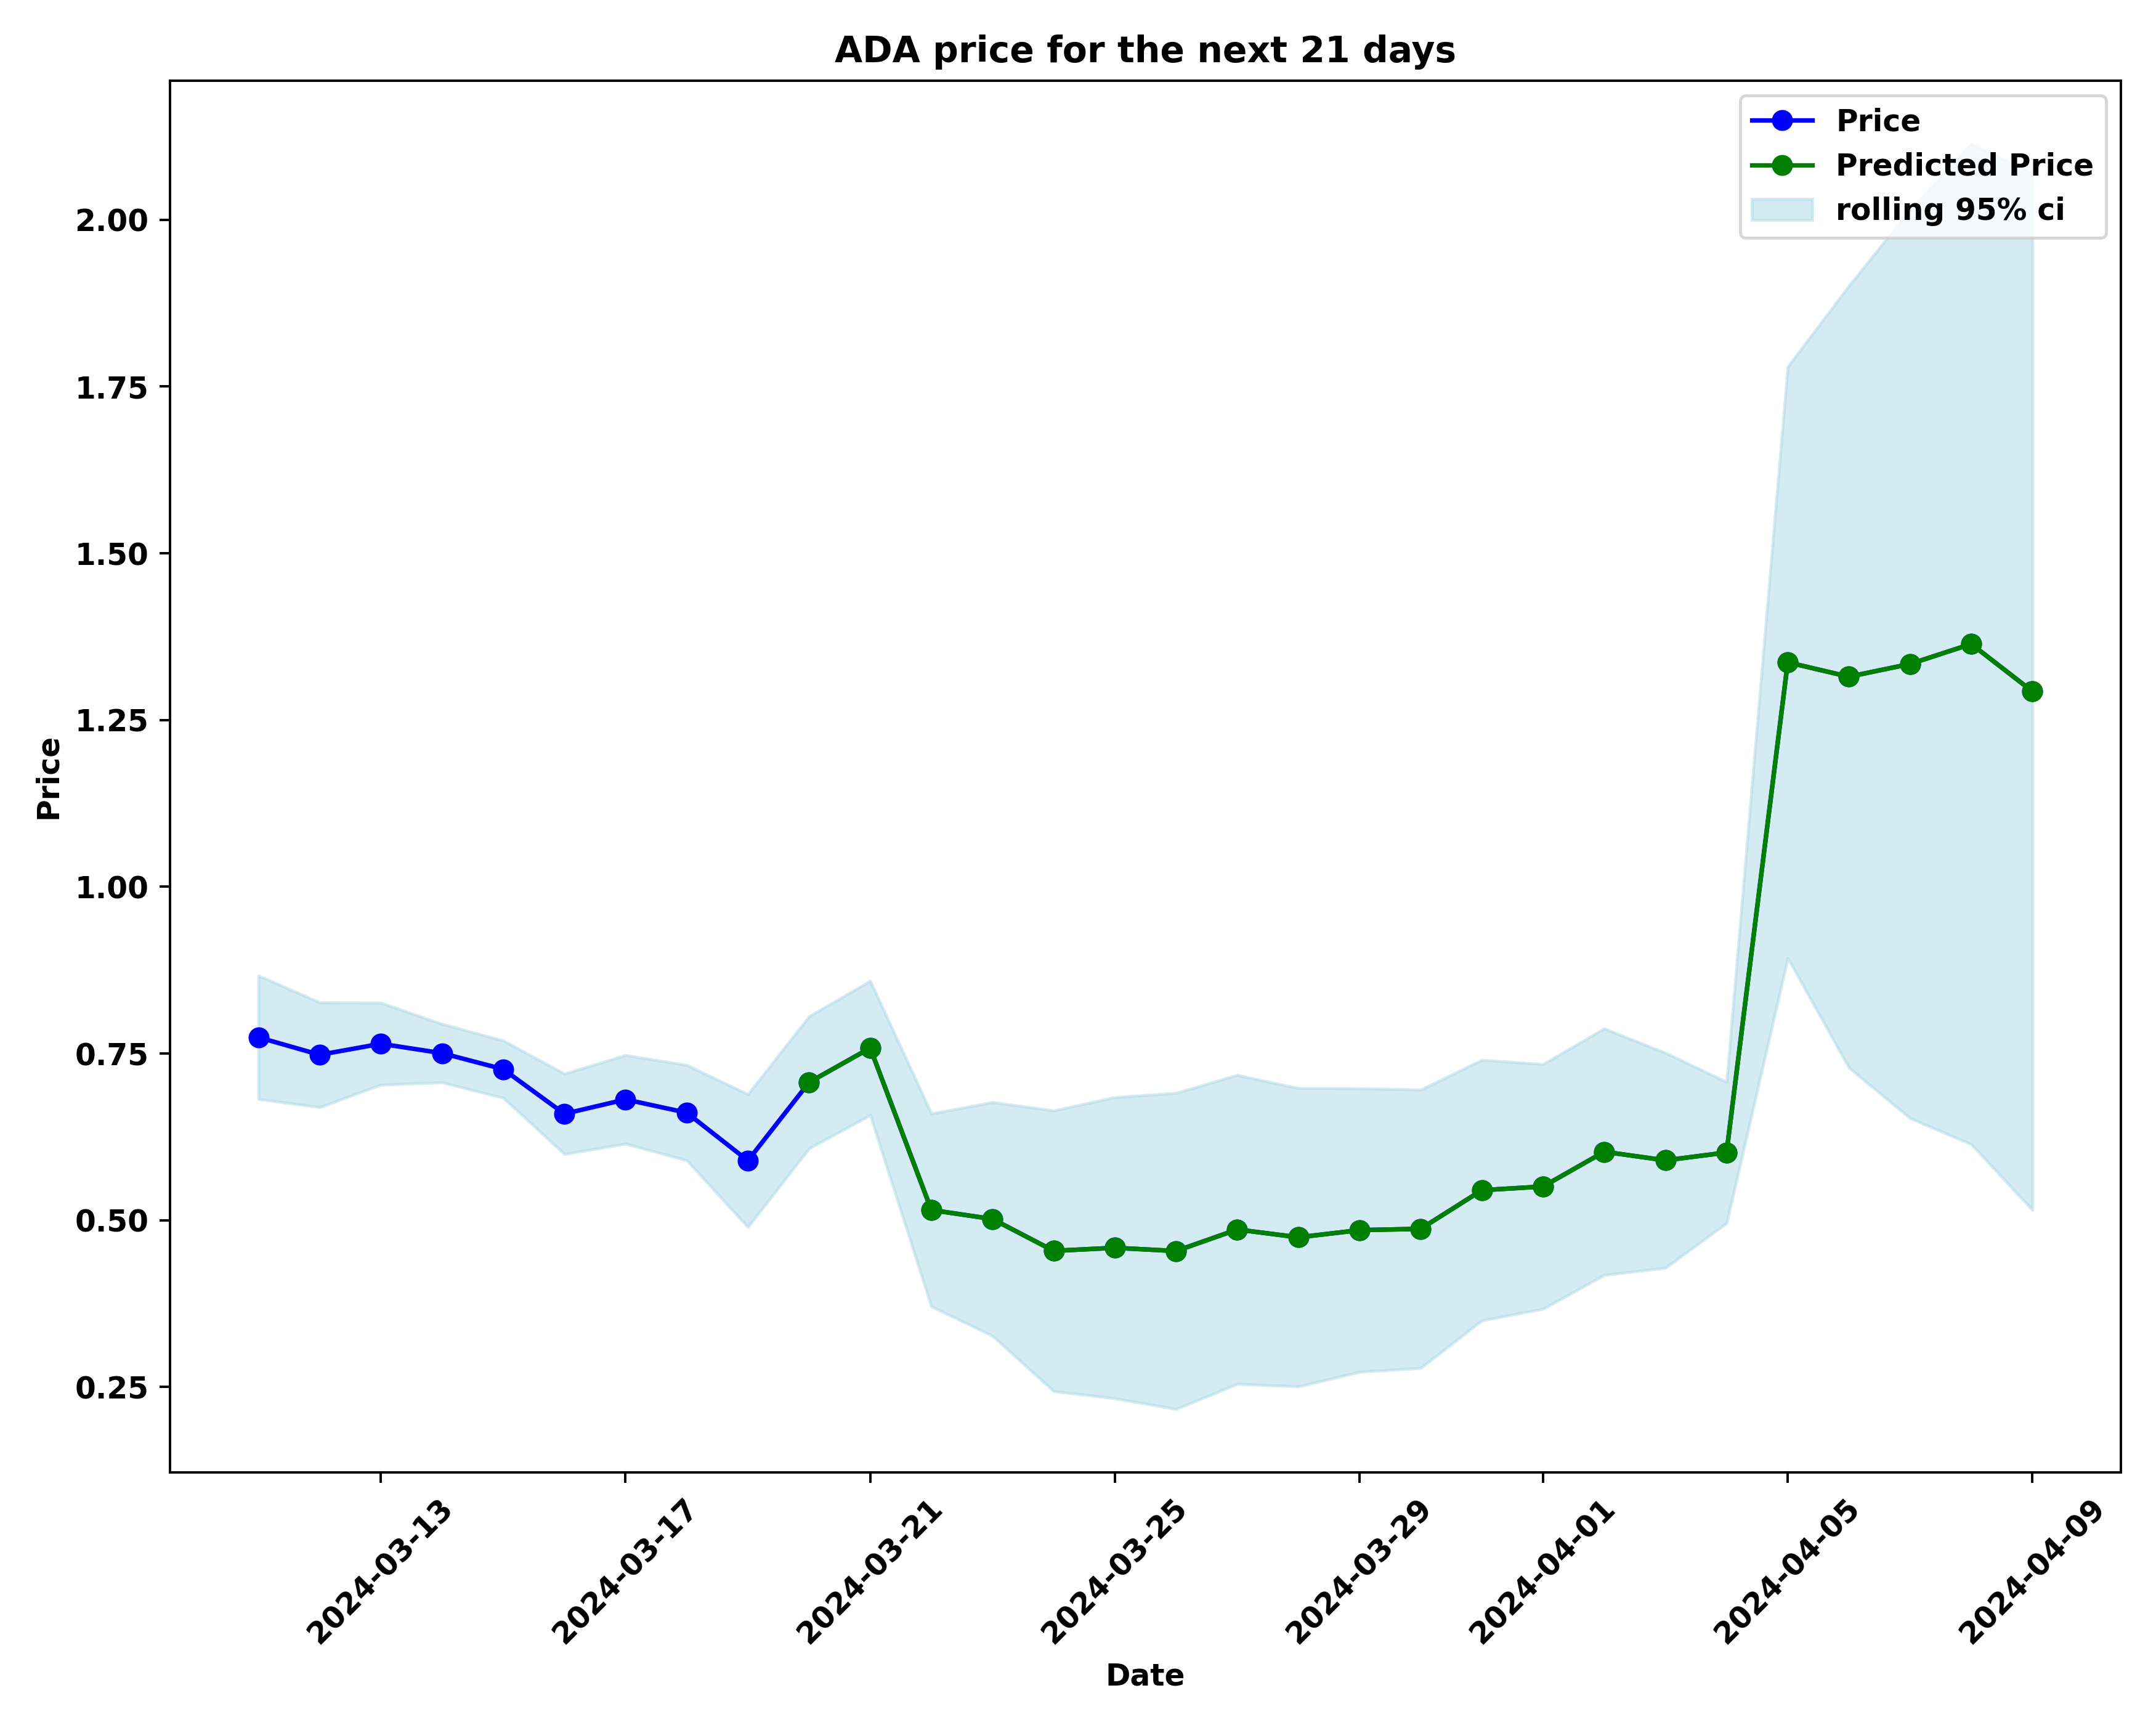 ADA price for the next 21 days
Price
Predicted Price
rolling 95% ci
2.00
1.75
1.50
1.25
1.00
0.75
0.50
0.25
Price
2024-03-13
2024-03-17
2024-03-21
2024-03-25
2024-03-29
2024-04-01
2024-04-05
2024-04-09
Date